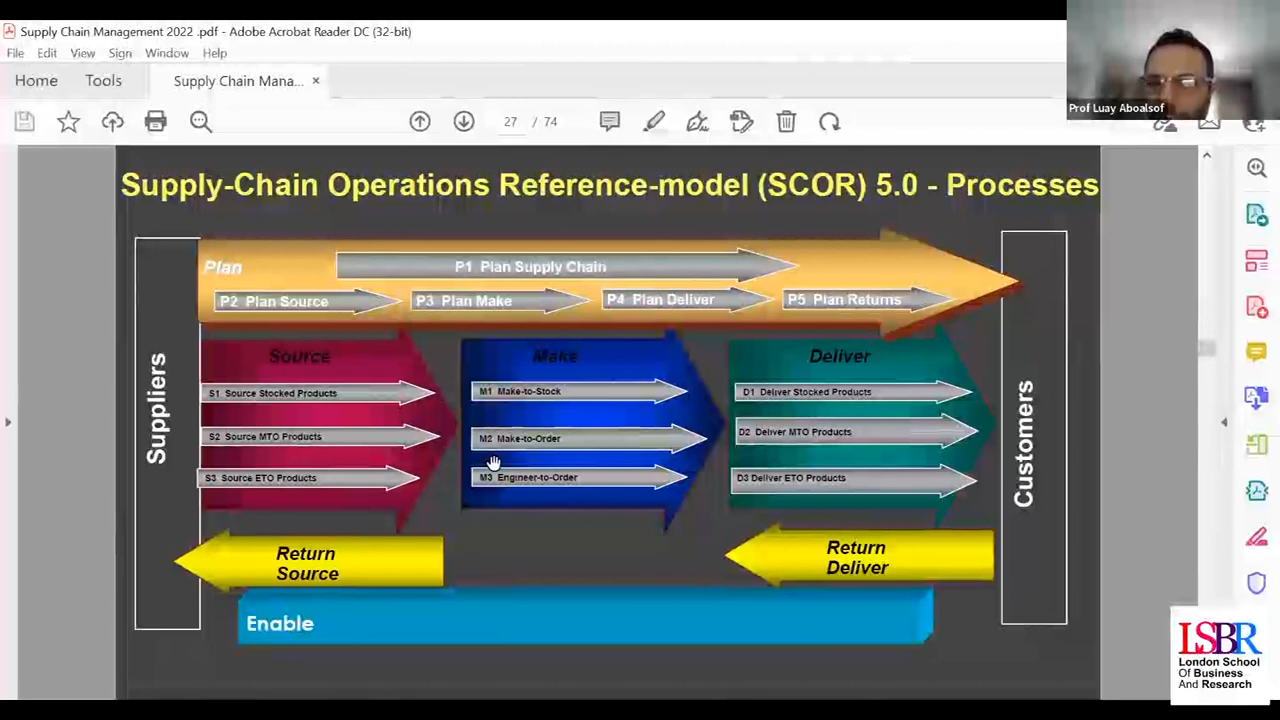 Supply Chain Management 2022 .pdf - Adobe Acrobat Reader DC (32-bit)
File Edit View Sign Window Help
Home Tools Supply Chain Mana... ×
27 / 74
Prof Luay Aboalsof
Supply-Chain Operations Reference-model (SCOR) 5.0 - Processes
Plan
P1 Plan Supply Chain
P2 Plan Source P3 Plan Make P4 Plan Deliver P5 Plan Returns
Suppliers
Source
S1 Source Stocked Products
S2 Source MTO Products
S3 Source ETO Products
Make
M1 Make-to-Stock
M2 Make-to-Order
M3 Engineer-to-Order
Deliver
D1 Deliver Stocked Products
D2 Deliver MTO Products
D3 Deliver ETO Products
Customers
Return
Source
Return
Deliver
Enable
LSBR
London School
Of Business
And Research